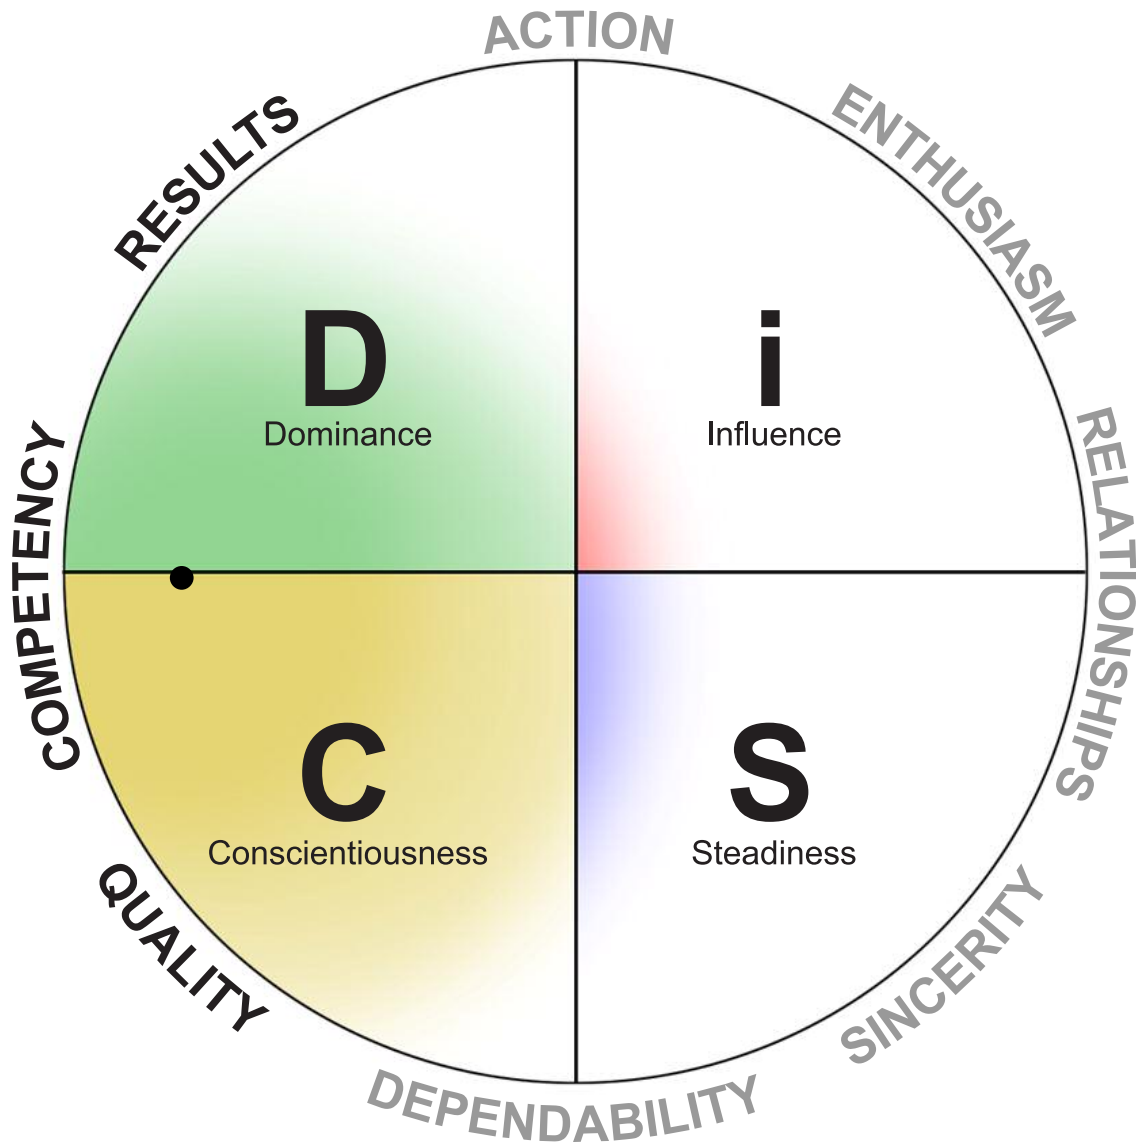 ACTION
ENTHUSIASM
RESULTS
D
Dominance
i
Influence
RELATIONSHIPS
COMPETENCY
C
Conscientiousness
S
Steadiness
QUALITY
SINCERITY
DEPENDABILITY